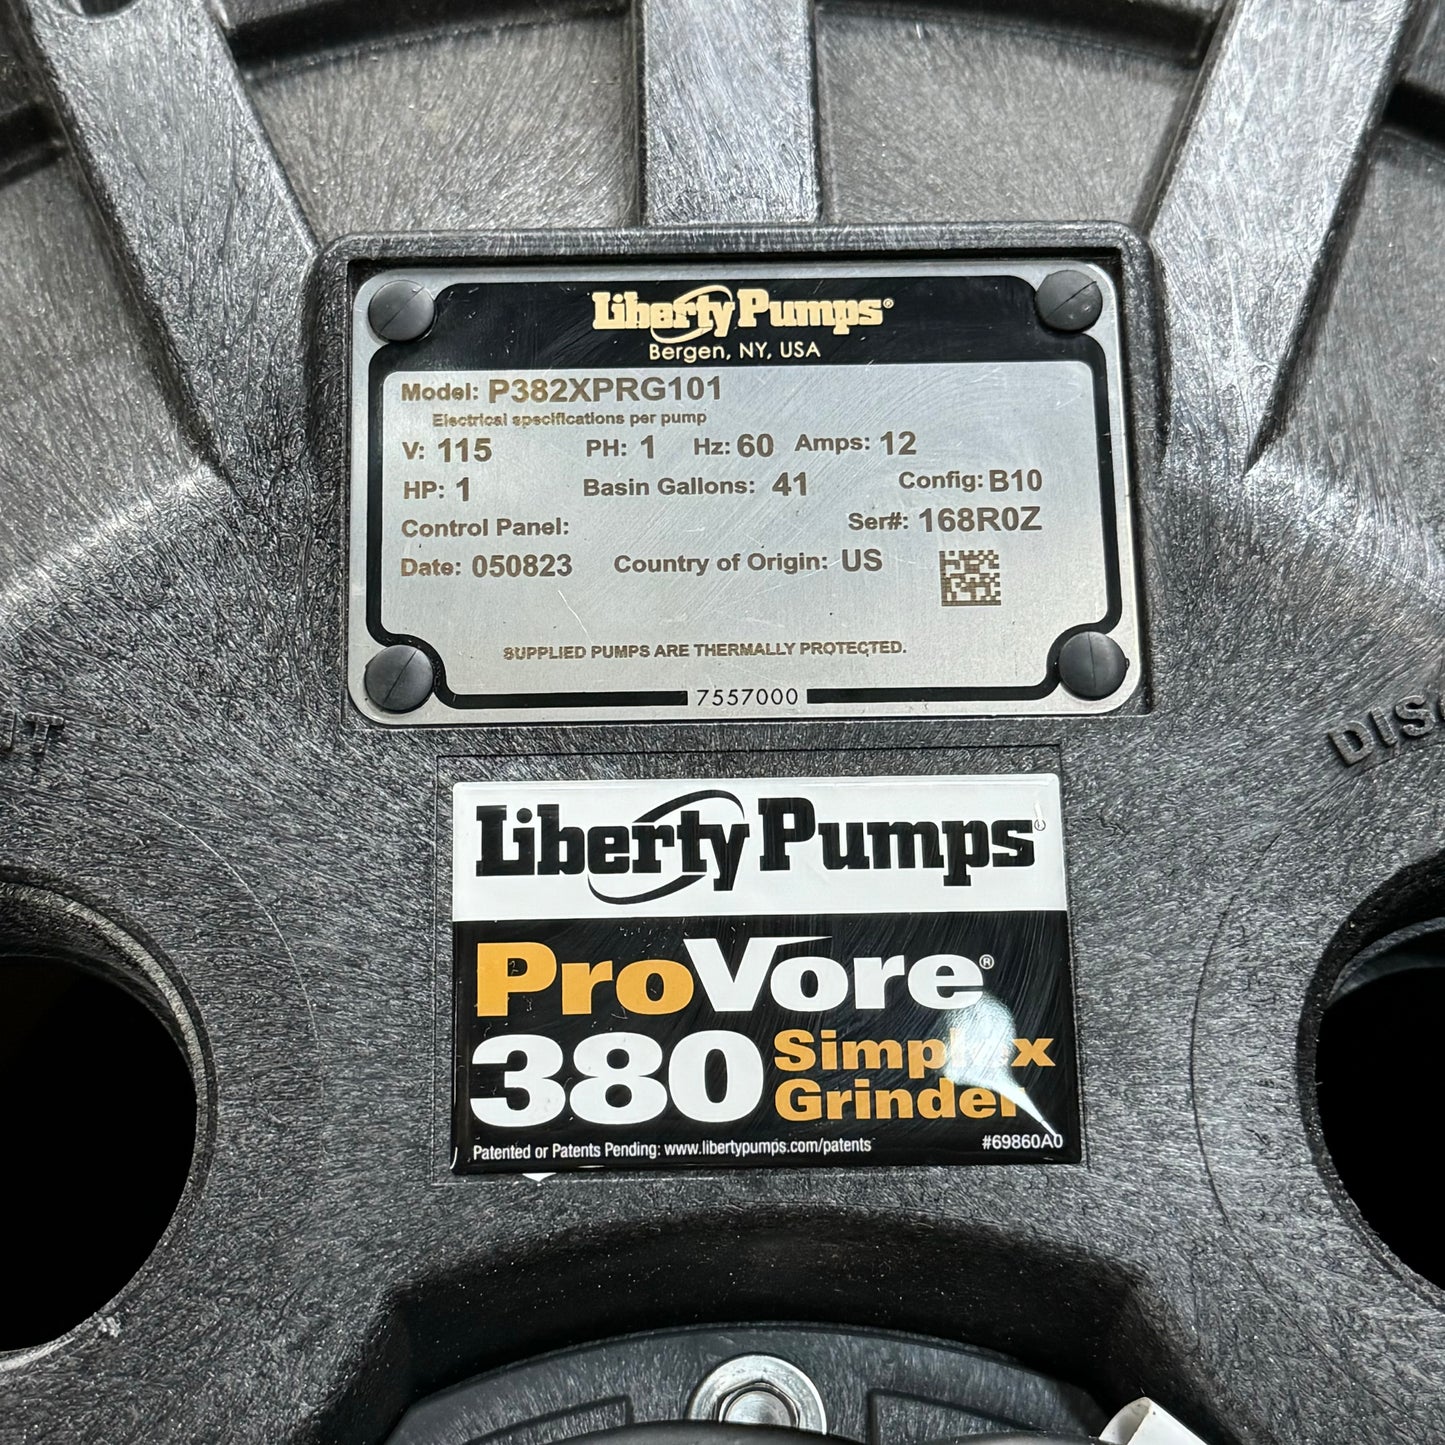 Liberty Pumps®
Bergen, NY, USA
Model: P382XPRG101
Electrical specifications per pump
V: 115 PH: 1 Hz: 60 Amps: 12
HP: 1 Basin Gallons: 41 Config: B10
Control Panel: Ser#: 168R0Z
Date: 050823 Country of Origin: US
SUPPLIED PUMPS ARE THERMALLY PROTECTED.
7557000
Liberty Pumps®
ProVore®
380 Simplex
Grinder
Patented or Patents Pending: www.libertypumps.com/patents #69860A0